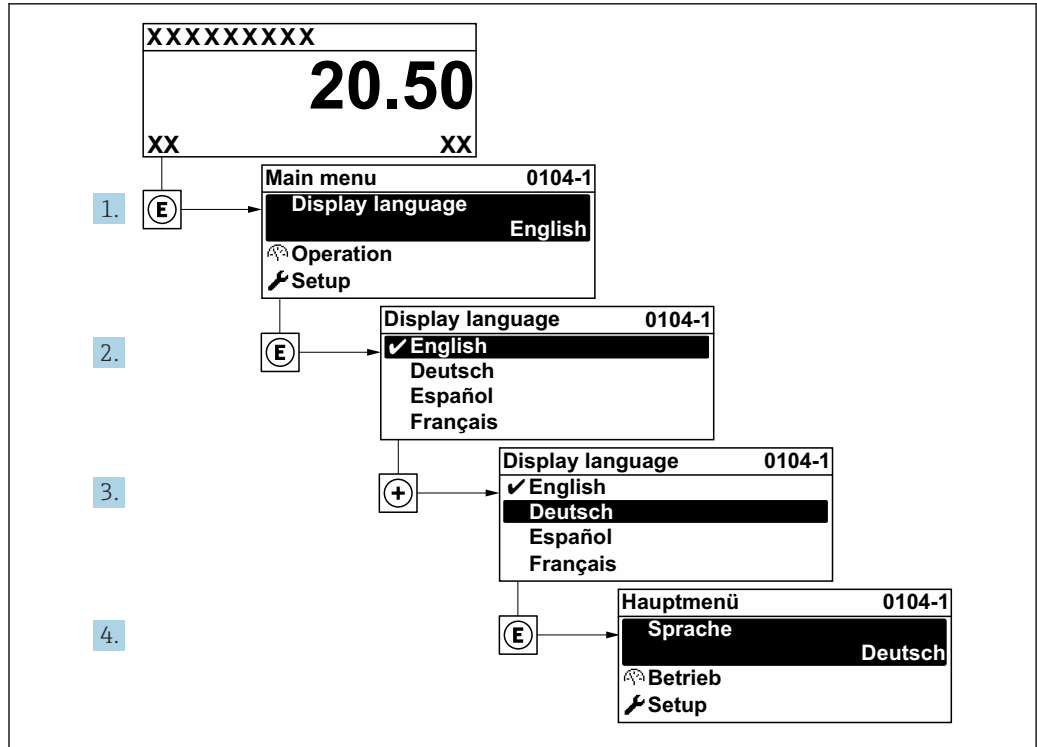 XXXXXXXXX
20.50
XX XX
1. E
Main menu 0104-1
Display language
English
Operation
Setup
2. E
Display language 0104-1
✔English
Deutsch
Español
Français
3. +
Display language 0104-1
✔English
Deutsch
Español
Français
4. E
Hauptmenü 0104-1
Sprache
Deutsch
Betrieb
Setup